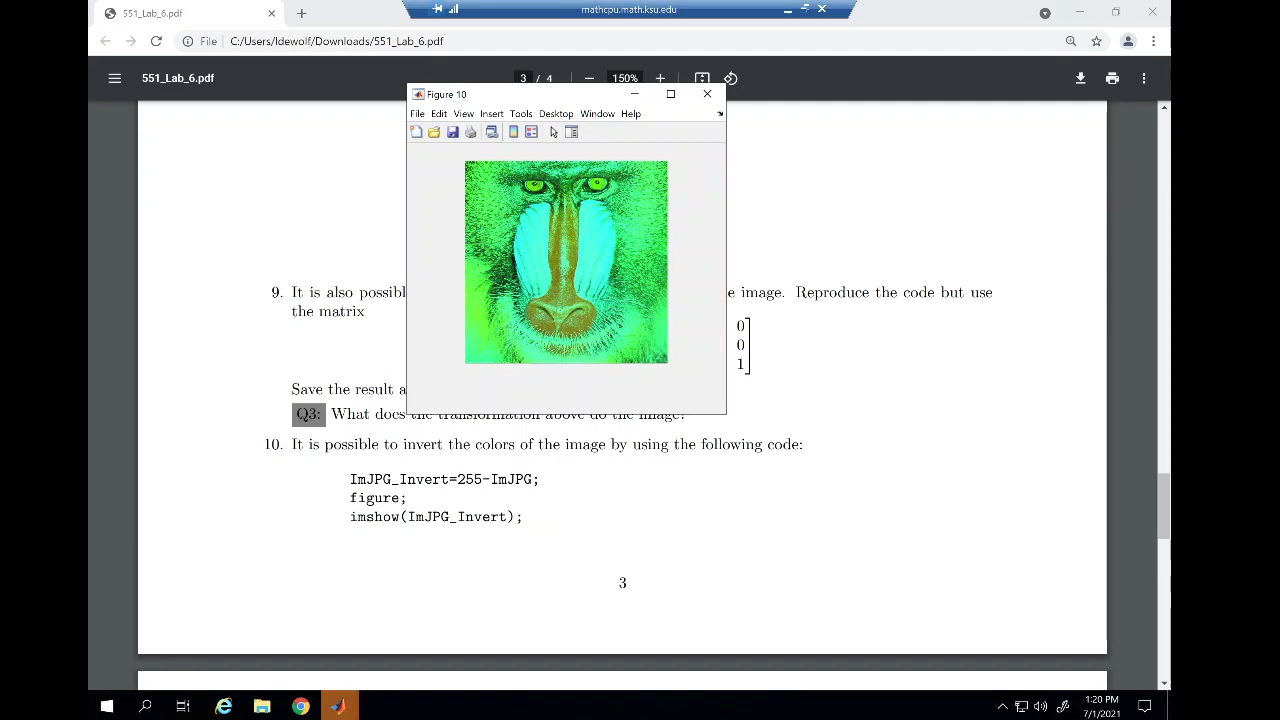 551_Lab_6.pdf
mathcpu.math.ksu.edu
File C:/Users/ldewolf/Downloads/551_Lab_6.pdf
551_Lab_6.pdf
3 / 4
150%
Figure 10
File Edit View Insert Tools Desktop Window Help
9. It is also possibl
e image. Reproduce the code but use
the matrix
0
0
1
Save the result a
Q3: What does the transformation above do the image?
10. It is possible to invert the colors of the image by using the following code:
ImJPG_Invert=255-ImJPG;
figure;
imshow(ImJPG_Invert);
3
1:20 PM
7/1/2021